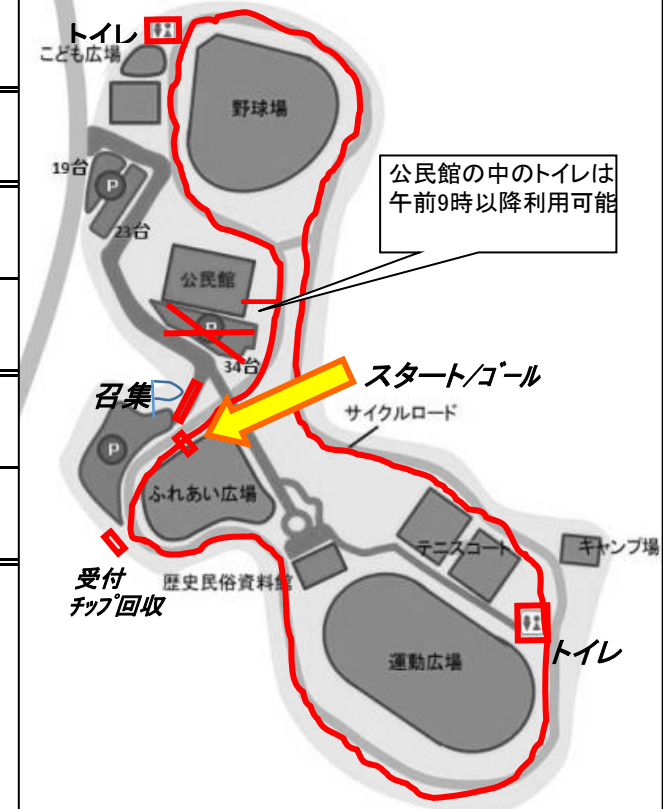 トイレ
こども広場
野球場
19台
P
23台
公民館の中のトイレは
午前9時以降利用可能
公民館
P
34台
スタート/ゴール
召集
サイクルロード
P
ふれあい広場
テニスコート
キャンプ場
受付
チップ回収
歴史民俗資料館
トイレ
運動広場